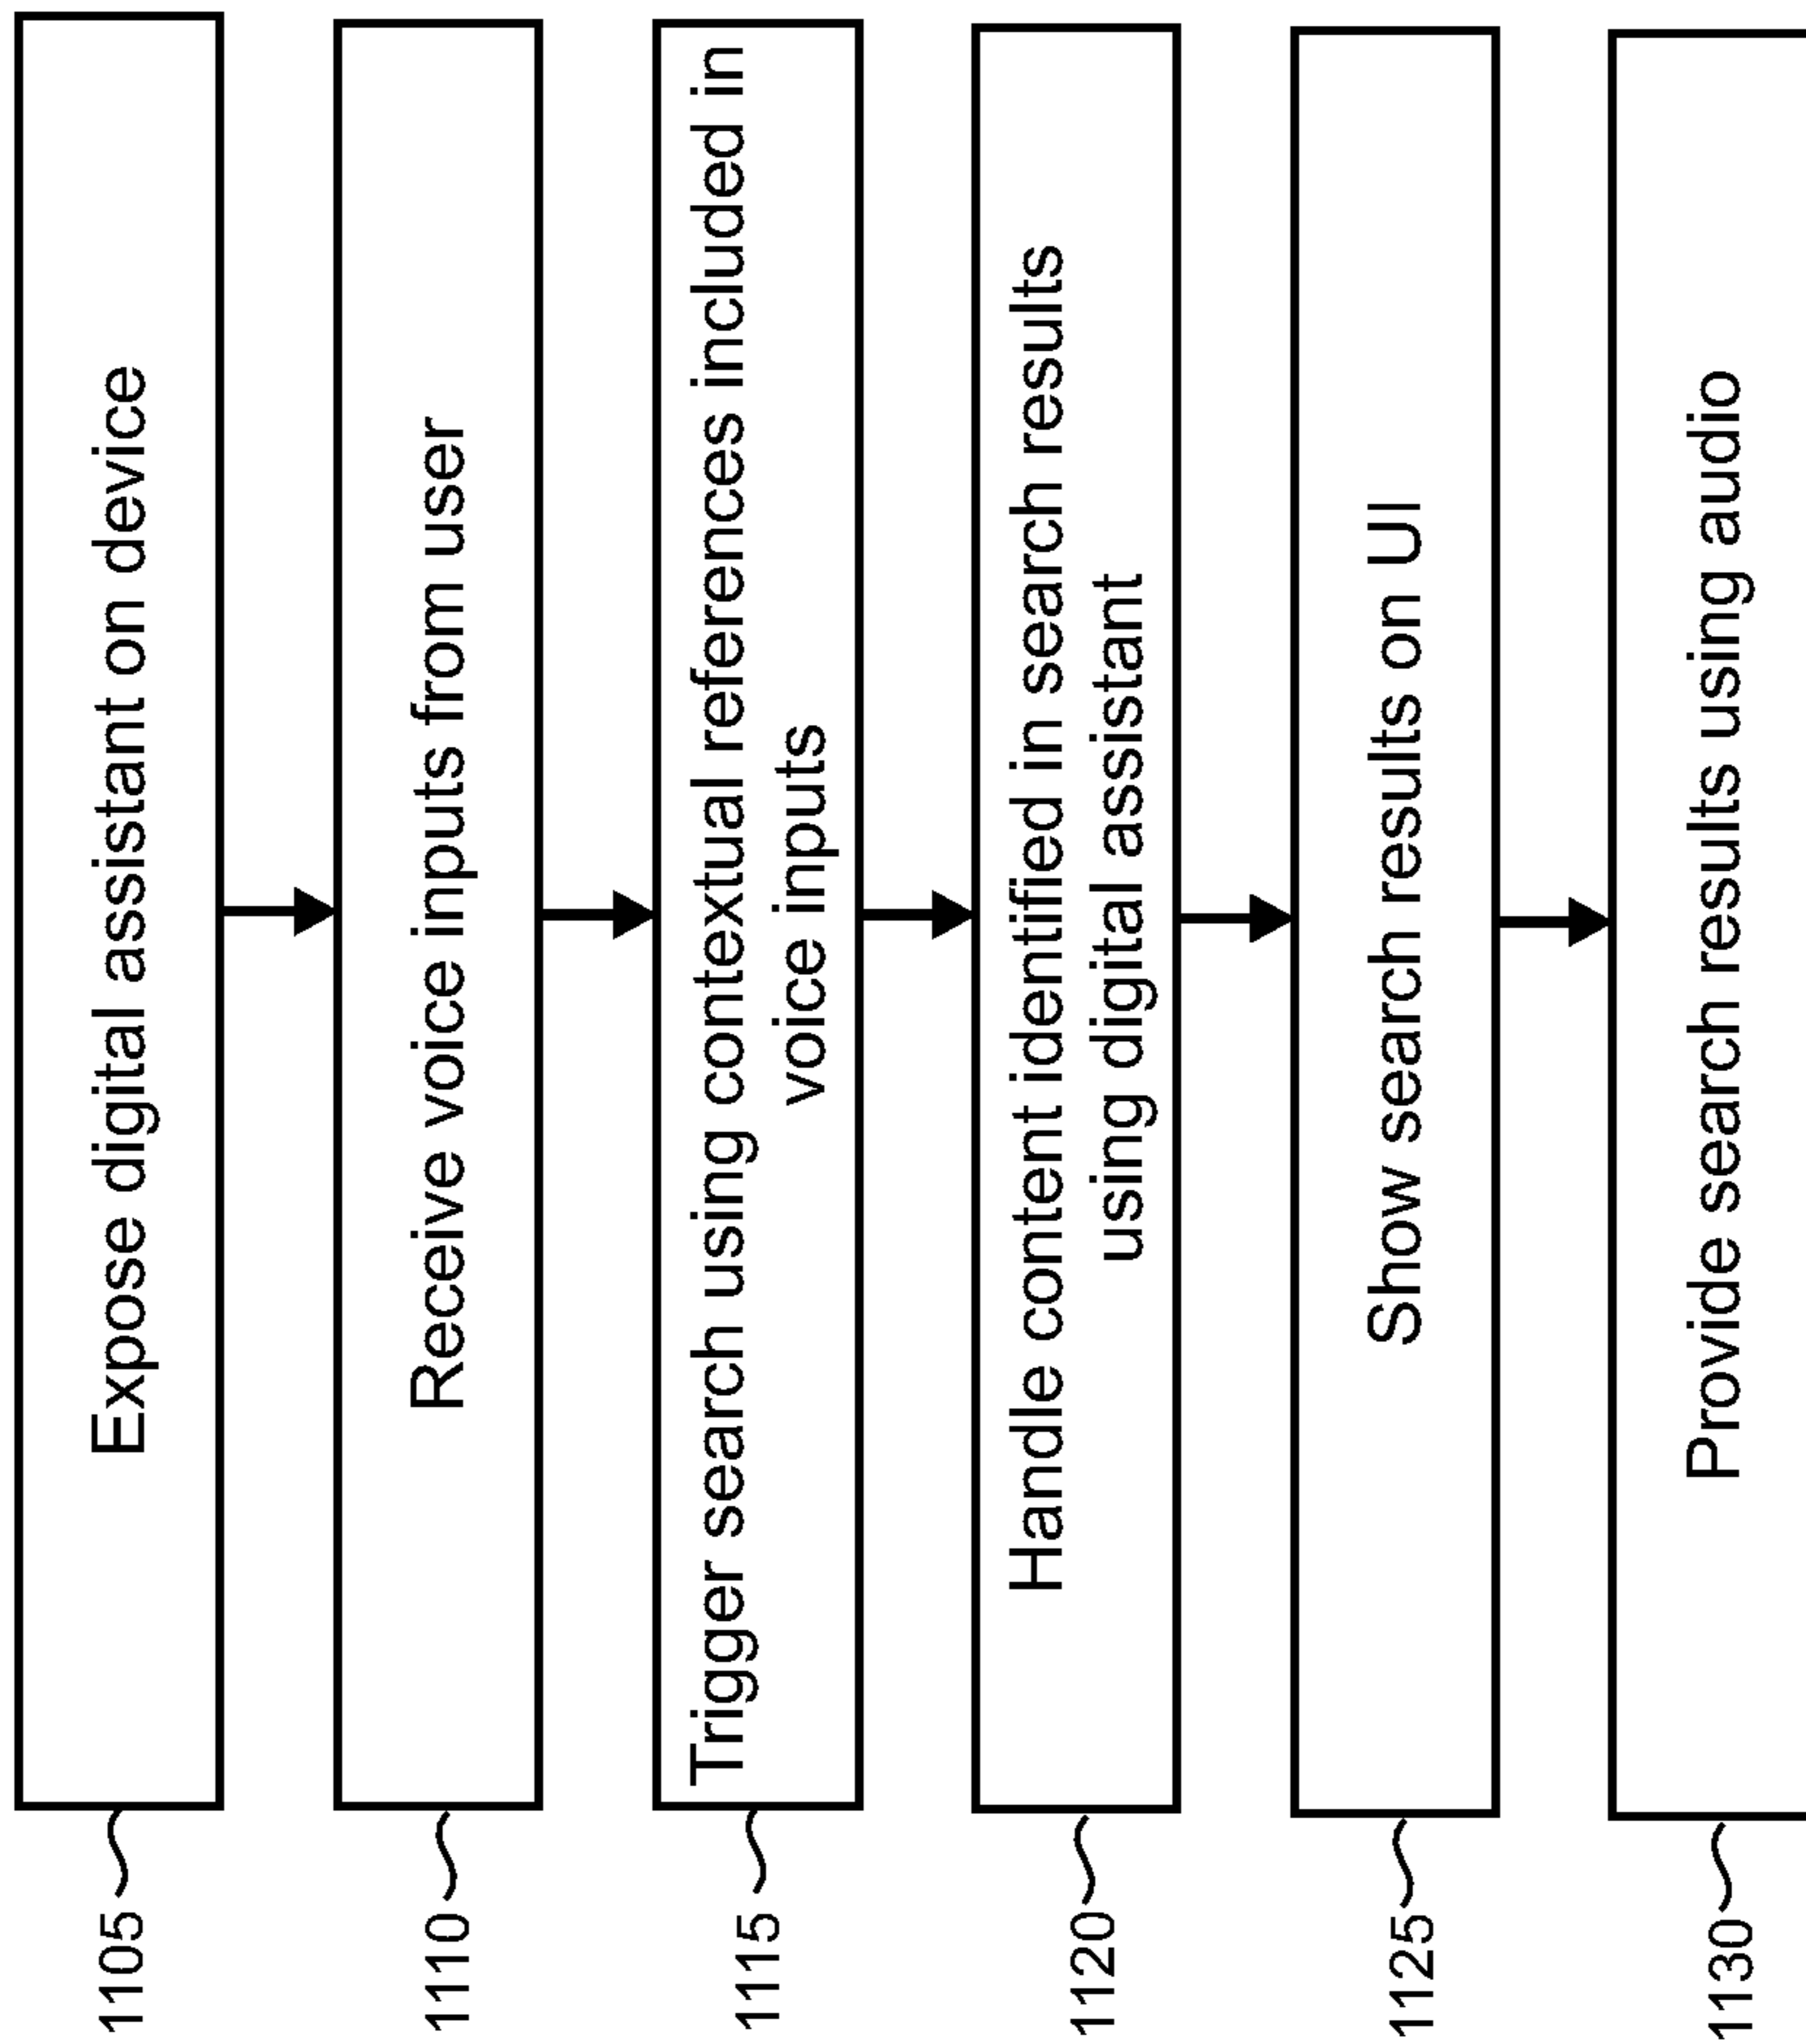 1105
Expose digital assistant on device
1110
Receive voice inputs from user
1115
Trigger search using contextual references included in
voice inputs
1120
Handle content identified in search results
using digital assistant
1125
Show search results on UI
1130
Provide search results using audio